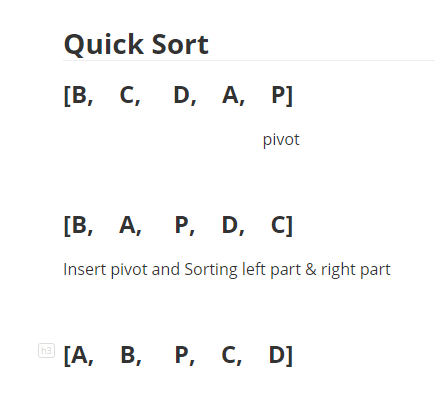 Quick Sort
[B, C, D, A, P]
pivot
[B, A, P, D, C]
Insert pivot and Sorting left part & right part
h3
[A, B, P, C, D]